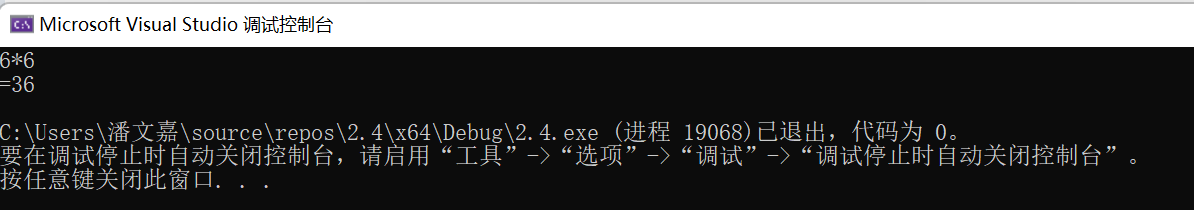 Microsoft Visual Studio 调试控制台
6*6
=36
C:\Users\潘文嘉\source\repos\2.4\x64\Debug\2.4.exe (进程 19068)已退出，代码为 0。
要在调试停止时自动关闭控制台，请启用“工具”->“选项”->“调试”->“调试停止时自动关闭控制台”。
按任意键关闭此窗口. . .